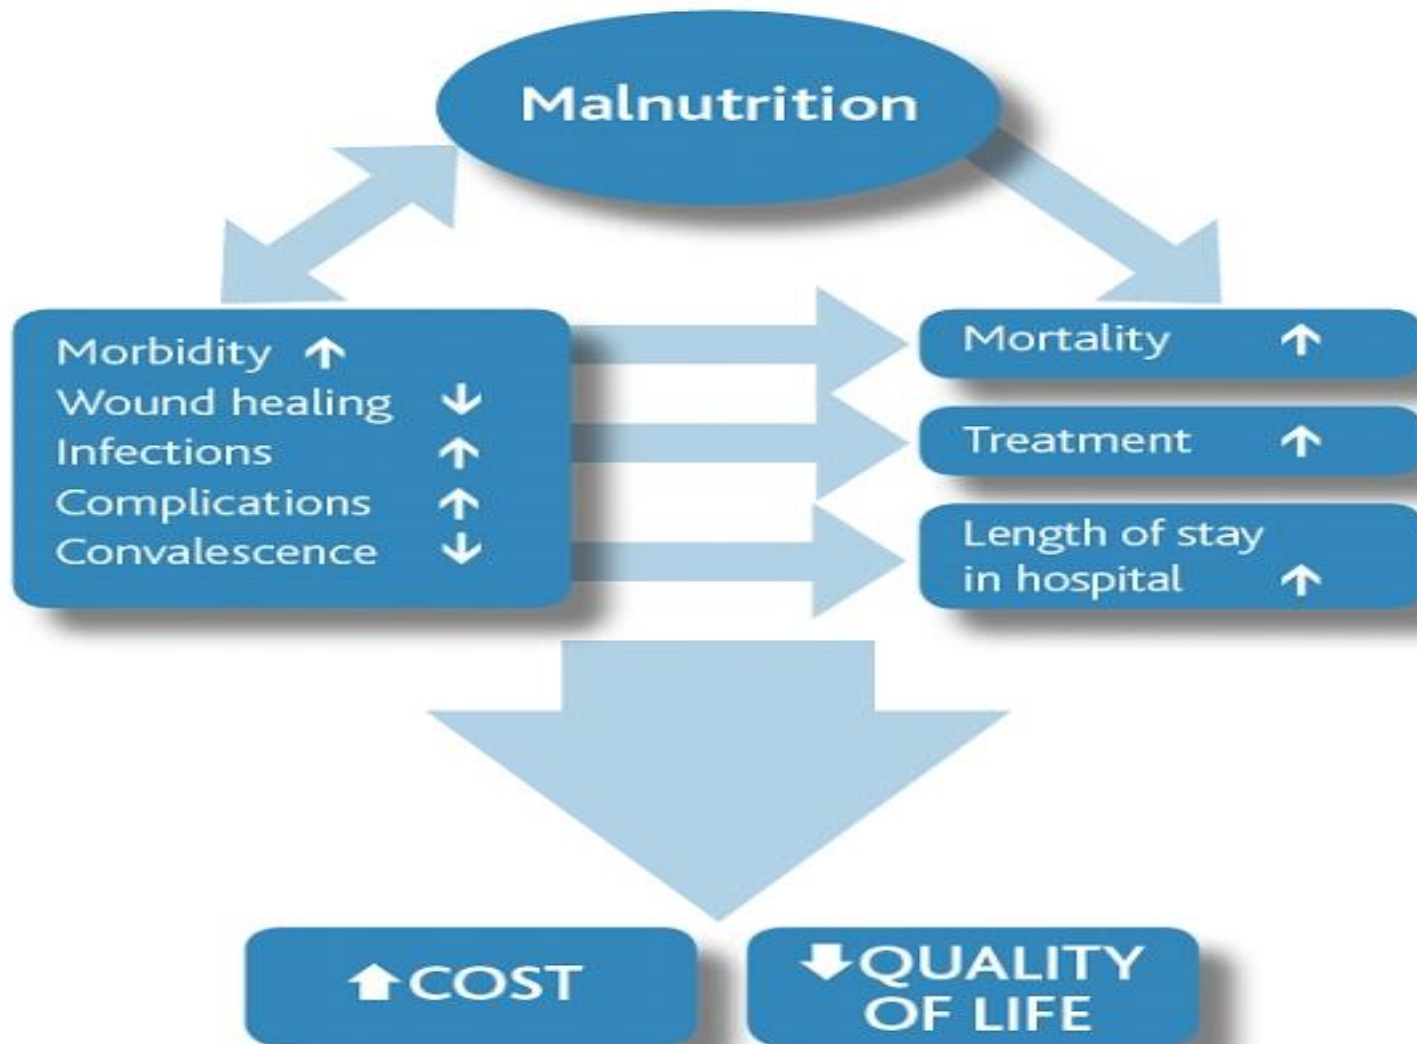 Malnutrition
Morbidity ↑
Wound healing ↓
Infections ↑
Complications ↑
Convalescence ↓
Mortality ↑
Treatment ↑
Length of stay
in hospital ↑
↑COST
↓QUALITY
OF LIFE